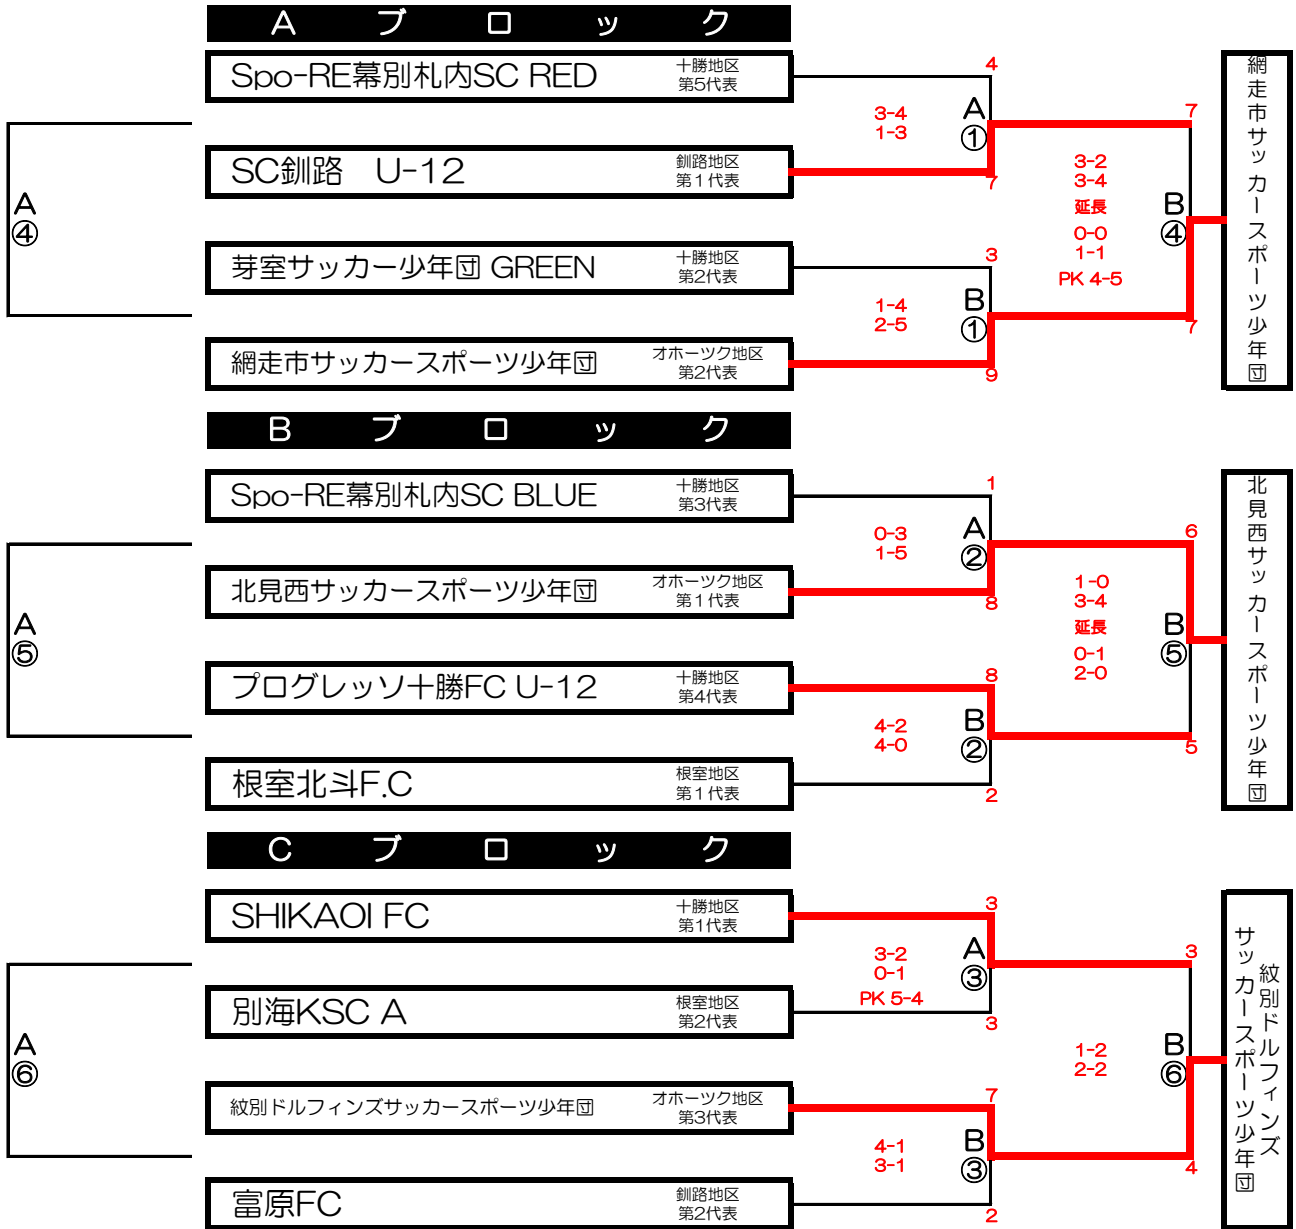 Aブロック
Spo-RE幕別札内SC RED
十勝地区
第5代表
4
3-4
1-3
A
①
SC釧路　U-12
釧路地区
第1代表
7
7
3-2
3-4
延長
0-0
1-1
PK 4-5
B
④
網走市サッカースポーツ少年団
A
④
芽室サッカー少年団 GREEN
十勝地区
第2代表
3
1-4
2-5
B
①
網走市サッカースポーツ少年団
オホーツク地区
第2代表
9
7
Bブロック
Spo-RE幕別札内SC BLUE
十勝地区
第3代表
1
0-3
1-5
A
②
北見西サッカースポーツ少年団
オホーツク地区
第1代表
8
6
1-0
3-4
延長
0-1
2-0
B
⑤
北見西サッカースポーツ少年団
A
⑤
プログレッソ十勝FC U-12
十勝地区
第4代表
8
4-2
4-0
B
②
根室北斗F.C
根室地区
第1代表
2
5
Cブロック
SHIKAOI FC
十勝地区
第1代表
3
3-2
0-1
PK 5-4
A
③
別海KSC A
根室地区
第2代表
3
3
1-2
2-2
B
⑥
紋別ドルフィンズ
サッカースポーツ少年団
A
⑥
紋別ドルフィンズサッカースポーツ少年団
オホーツク地区
第3代表
7
4-1
3-1
B
③
富原FC
釧路地区
第2代表
2
4